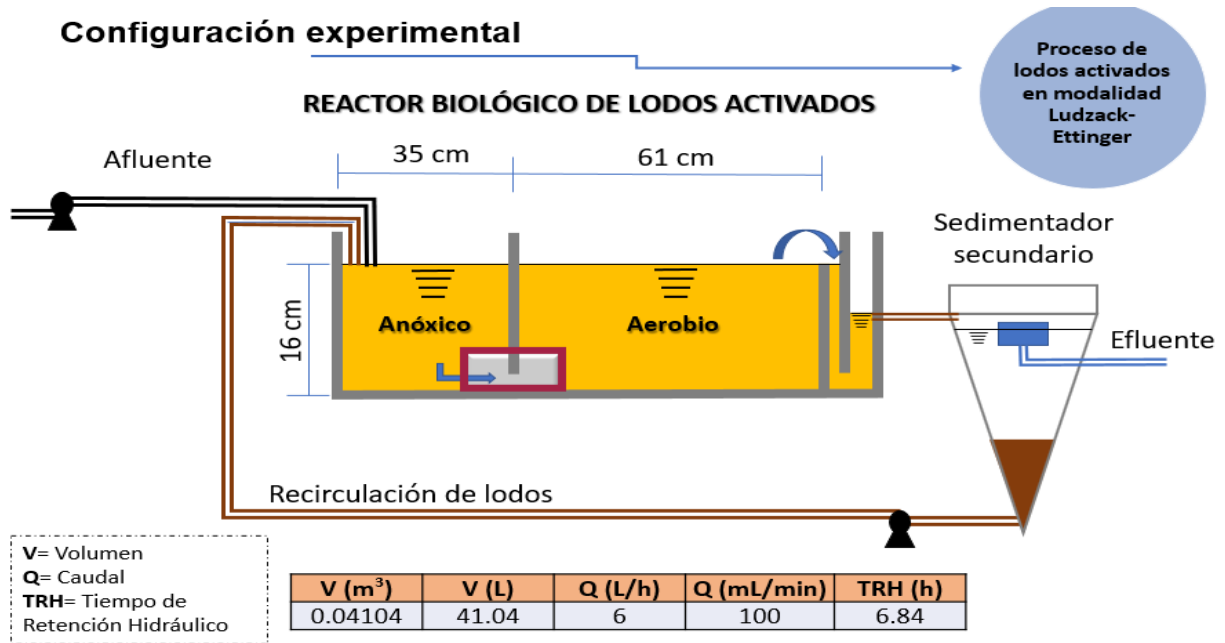 Configuración experimental
Proceso de
lodos activados
en modalidad
Ludzack-
Ettinger
REACTOR BIOLÓGICO DE LODOS ACTIVADOS
Afluente
35 cm
61 cm
Sedimentador
secundario
16 cm
Anóxico
Aerobio
Efluente
Recirculación de lodos
V= Volumen
Q= Caudal
TRH= Tiempo de
Retención Hidráulico
V (m³) V (L) Q (L/h) Q (mL/min) TRH (h)
0.04104 41.04 6 100 6.84